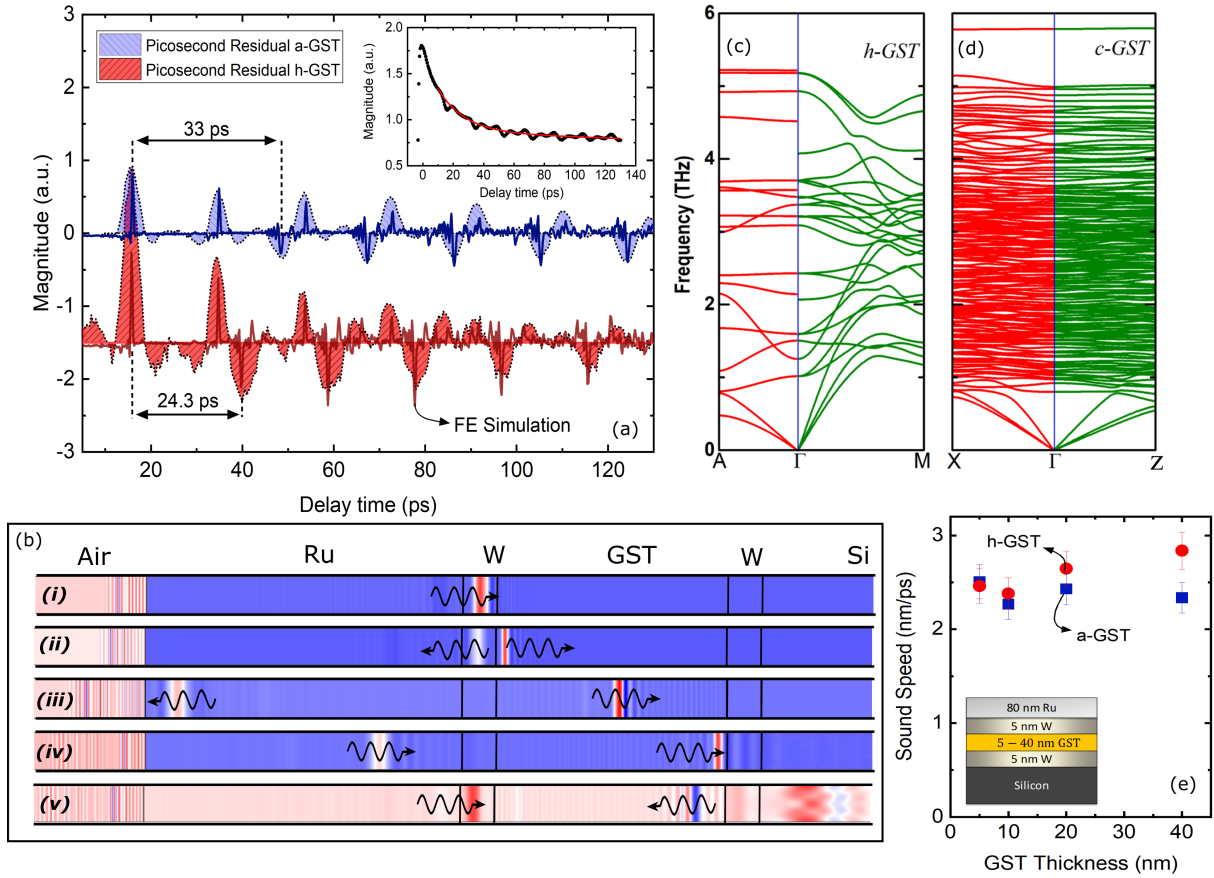 Picosecond Residual a-GST
Picosecond Residual h-GST
33 ps
24.3 ps
FE Simulation
(a)
Magnitude (a.u.)
3
2
1
0
-1
-2
-3
20 40 60 80 100 120
Delay time (ps)
Magnitude (a.u.)
2.0
1.5
1.0
0.5
0 20 40 60 80 100 120 140
Delay time (ps)
(c)
h-GST
(d)
c-GST
Frequency (THz)
6
4
2
0
A Γ M
X Γ Z
(b)
Air Ru W GST W Si
(i)
(ii)
(iii)
(iv)
(v)
Sound Speed (nm/ps)
3
2
1
0
h-GST
a-GST
80 nm Ru
5 nm W
5 – 40 nm GST
5 nm W
Silicon
(e)
0 10 20 30 40
GST Thickness (nm)